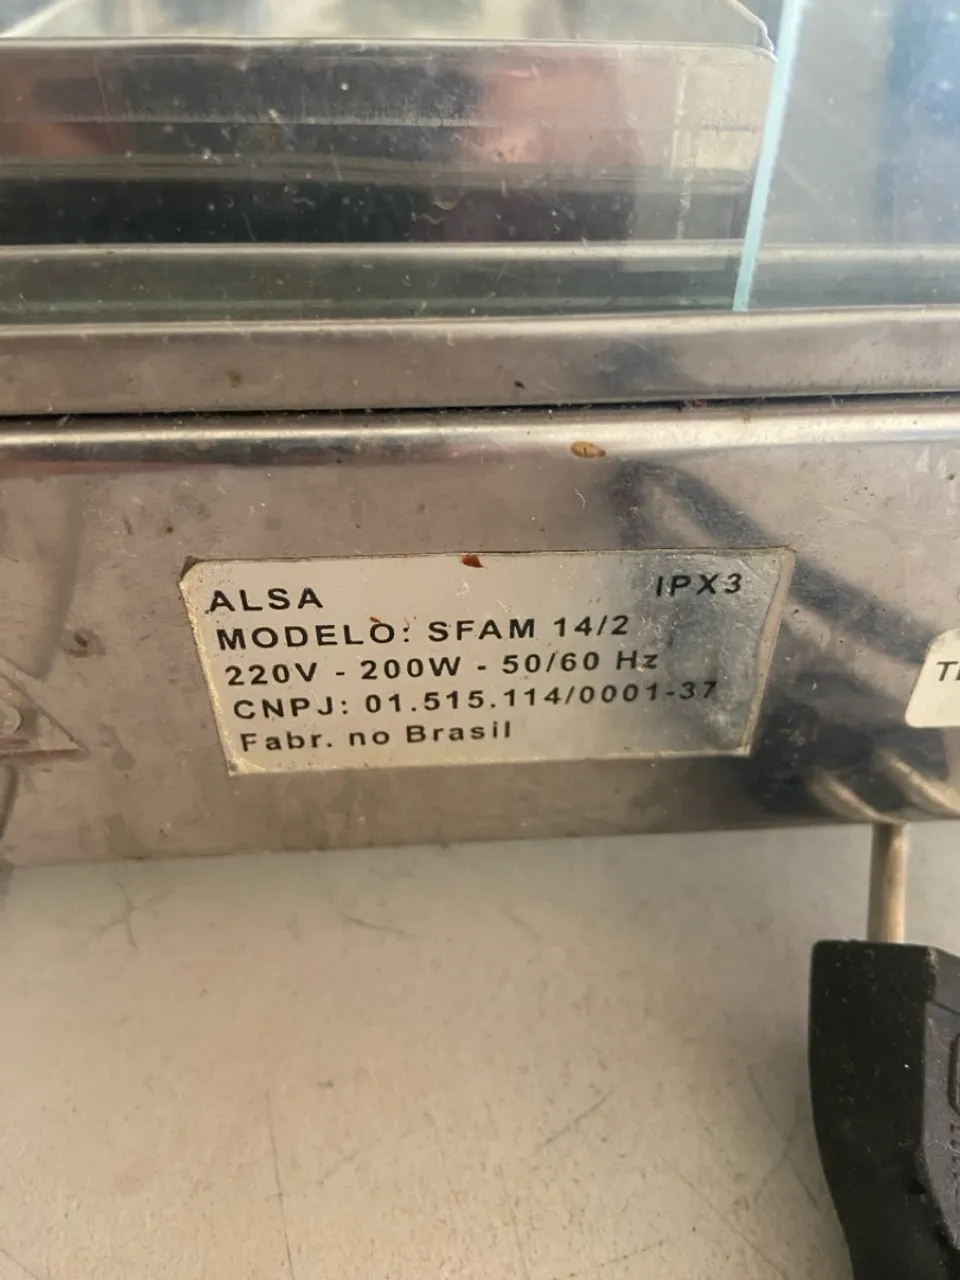 ALSA IPX3
MODELO: SFAM 14/2
220V - 200W - 50/60 Hz
CNPJ: 01.515.114/0001-37
Fabr. no Brasil